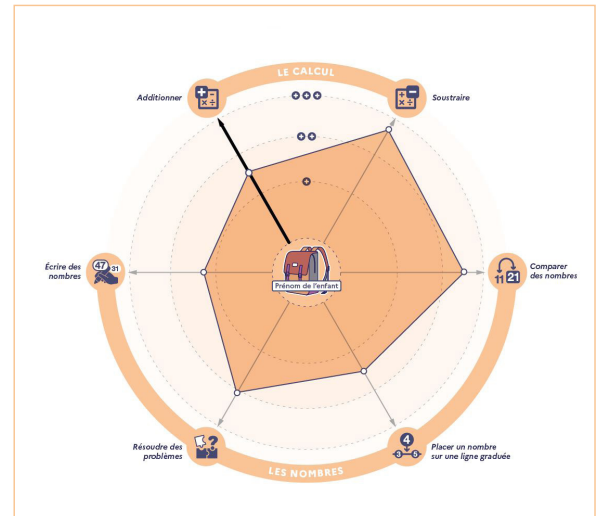 LE CALCUL
Additionner
Soustraire
Écrire des
nombres
47
31
Prénom de l'enfant
11 21
Comparer
des nombres
Résoudre des
problèmes
?
4
3 5
Placer un nombre
sur une ligne graduée
LES NOMBRES